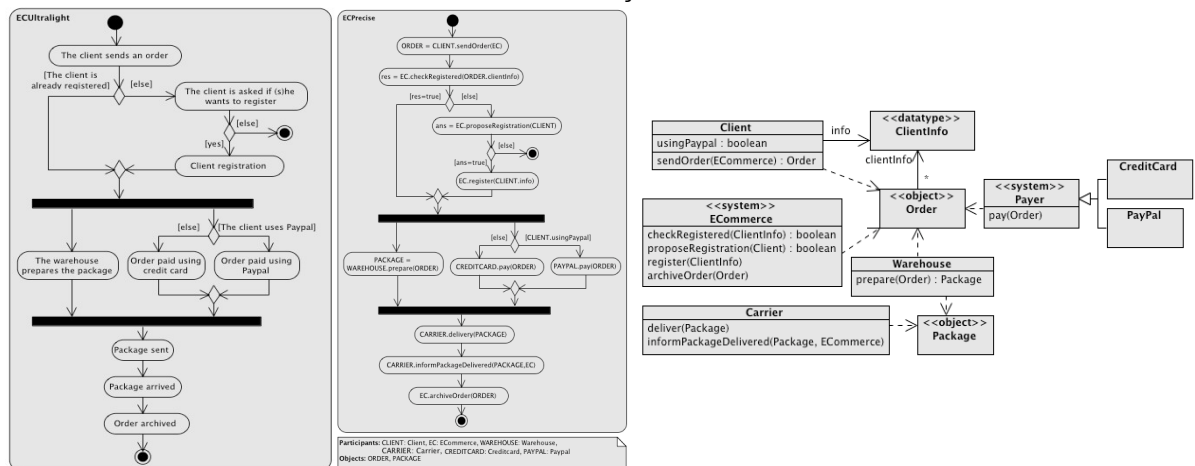 ECUltralight
The client sends an order
[The client is
already registered]
[else]
The client is asked if (s)he
wants to register
[else]
[yes]
Client registration
[else]
[The client uses Paypal]
The warehouse
prepares the package
Order paid using
credit card
Order paid using
Paypal
Package sent
Package arrived
Order archived
ECPrecise
ORDER = CLIENT.sendOrder(EC)
res = EC.checkRegistered(ORDER.clientInfo)
[res=true]
[else]
ans = EC.proposeRegistration(CLIENT)
[else]
[ans=true]
EC.register(CLIENT.info)
[else]
[CLIENT.usingPaypal]
PACKAGE =
WAREHOUSE.prepare(ORDER)
CREDITCARD.pay(ORDER)
PAYPAL.pay(ORDER)
CARRIER.delivery(PACKAGE)
CARRIER.informPackageDelivered(PACKAGE,EC)
EC.archiveOrder(ORDER)
Participants: CLIENT: Client, EC: ECommerce, WAREHOUSE: Warehouse,
CARRIER: Carrier, CREDITCARD: Creditcard, PAYPAL: Paypal
Objects: ORDER, PACKAGE
Client
usingPaypal : boolean
sendOrder(ECommerce) : Order
info
<<datatype>>
ClientInfo
clientInfo
*
<<object>>
Order
<<system>>
Payer
pay(Order)
CreditCard
PayPal
<<system>>
ECommerce
checkRegistered(ClientInfo) : boolean
proposeRegistration(Client) : boolean
register(ClientInfo)
archiveOrder(Order)
Warehouse
prepare(Order) : Package
Carrier
deliver(Package)
informPackageDelivered(Package, ECommerce)
<<object>>
Package